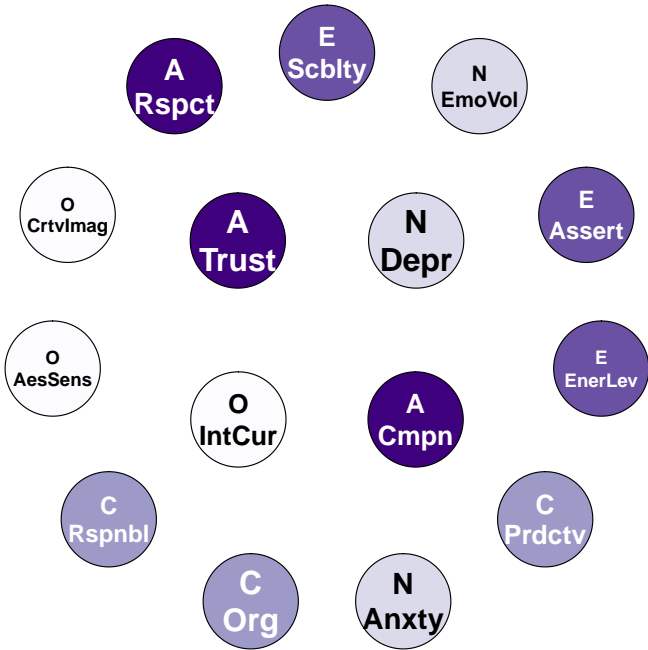 E
Scblty
A
Rspct
N
EmoVol
O
CrtvImag
E
Assert
A
Trust
N
Depr
O
AesSens
E
EnerLev
O
IntCur
A
Cmpn
C
Rspnbl
C
Prdctv
C
Org
N
Anxty